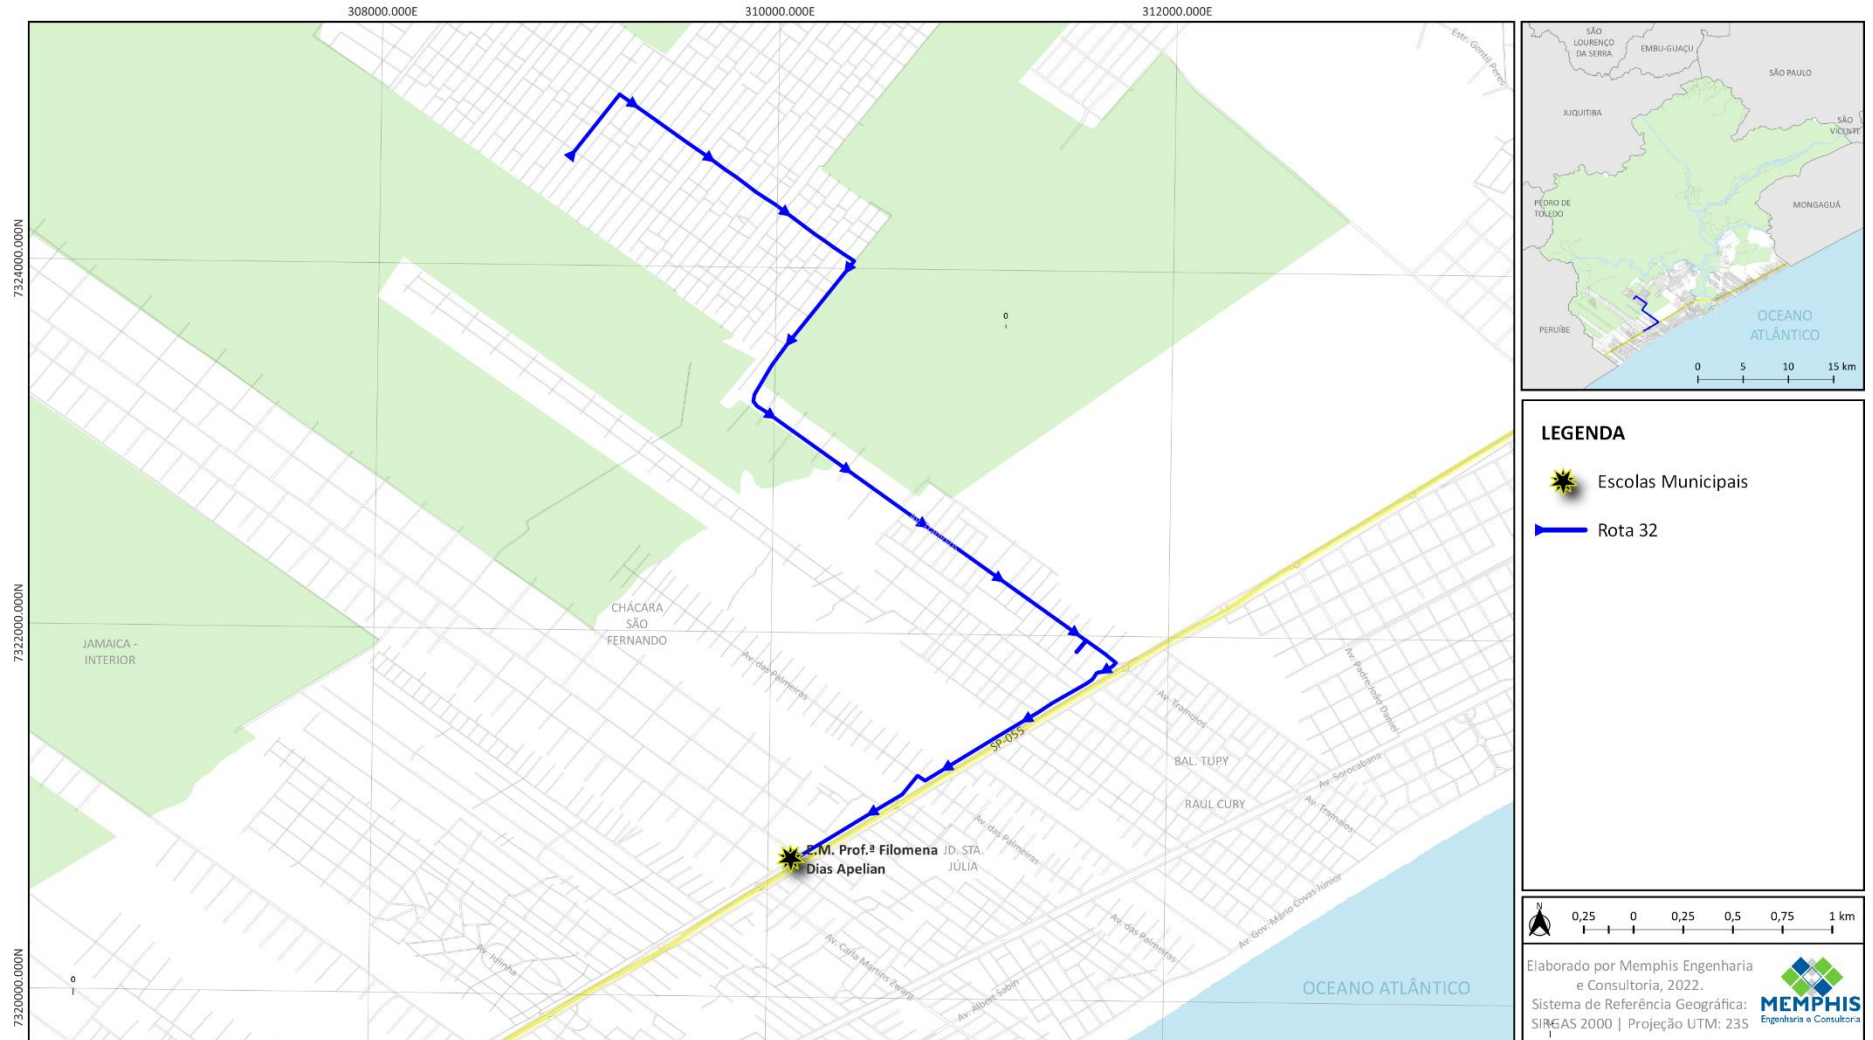 308000.000E
310000.000E
312000.000E
7324000.000N
7322000.000N
7320000.000N
Estr. Gentil Peres
0
CHÁCARA
SÃO
FERNANDO
JAMAICA -
INTERIOR
Av. das Palmeiras
SP-055
Av. Tramoios
Av. Padre João Daniel
BAL. TUPY
Av. Sorocabana
RAUL CURY
Av. Tramoios
Av. das Palmeiras
E.M. Prof.ª Filomena
Dias Apelian
JD. STA.
JÚLIA
Av. Gov. Mário Covas Júnior
Av. das Palmeiras
Av. Julinha
Av. Carla Martins Zwarg
Av. Albert Sabin
0
OCEANO ATLÂNTICO
SÃO
LOURENÇO
DA SERRA
EMBU-GUAÇU
SÃO PAULO
JUQUITIBA
SÃO
VICENTE
PEDRO DE
TOLEDO
MONGAGUÁ
PERUÍBE
OCEANO
ATLÂNTICO
0 5 10 15 km
LEGENDA
Escolas Municipais
Rota 32
N
0,25 0 0,25 0,5 0,75 1 km
Elaborado por Memphis Engenharia
e Consultoria, 2022.
Sistema de Referência Geográfica:
SIRGAS 2000 | Projeção UTM: 23S
MEMPHIS
Engenharia e Consultoria